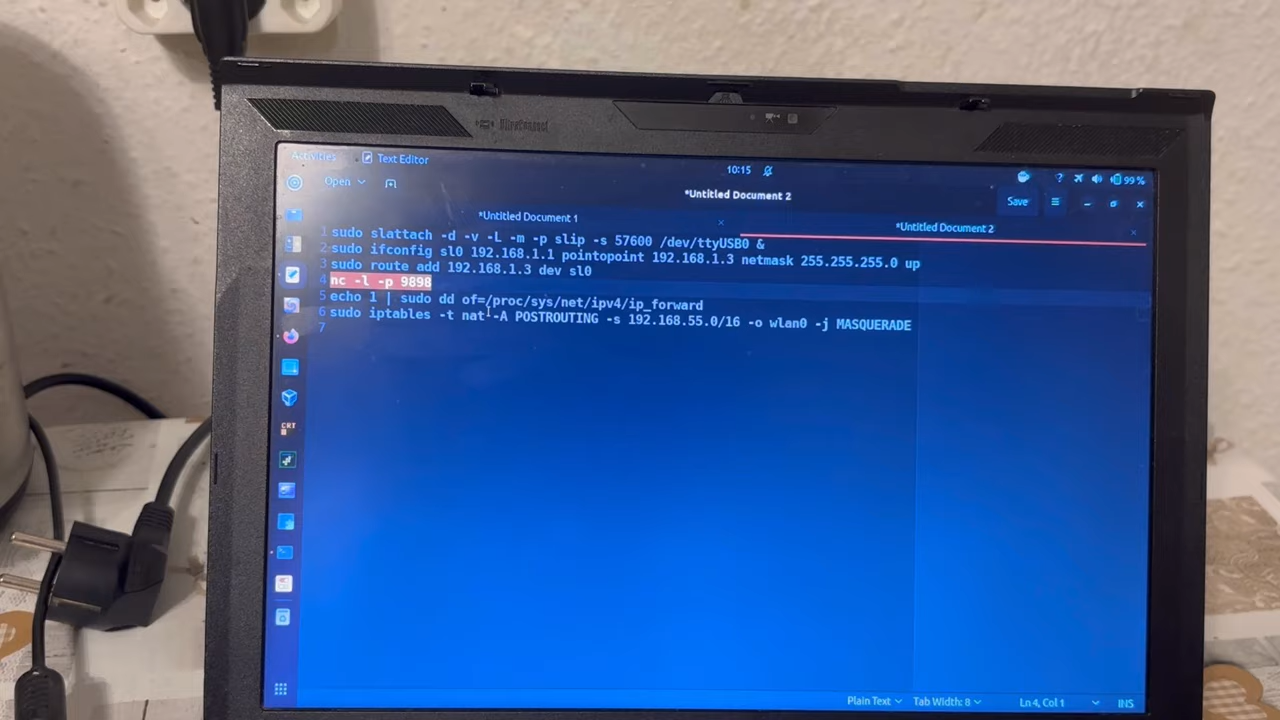 Activities Text Editor
10:15
99 %
Open
*Untitled Document 2
Save
*Untitled Document 1
*Untitled Document 2
1 sudo slattach -d -v -L -m -p slip -s 57600 /dev/ttyUSB0 &
2 sudo ifconfig sl0 192.168.1.1 pointopoint 192.168.1.3 netmask 255.255.255.0 up
3 sudo route add 192.168.1.3 dev sl0
4 nc -l -p 9898
5 echo 1 | sudo dd of=/proc/sys/net/ipv4/ip_forward
6 sudo iptables -t nat -A POSTROUTING -s 192.168.55.0/16 -o wlan0 -j MASQUERADE
7
CRT
Plain Text Tab Width: 8 Ln 4, Col 1 INS